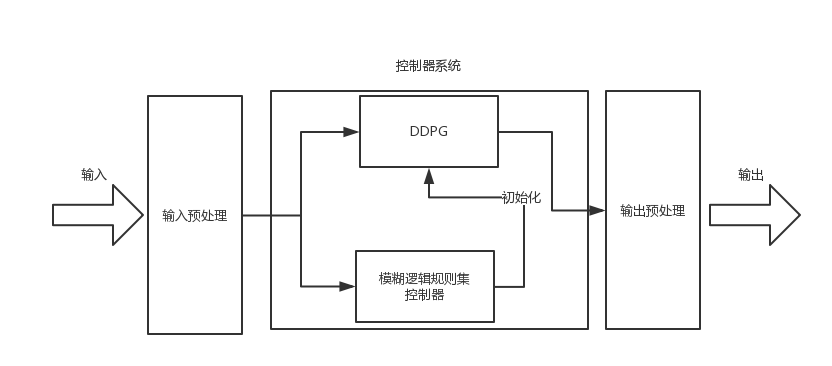 控制器系统
输入
输入预处理
DDPG
初始化
模糊逻辑规则集
控制器
输出预处理
输出